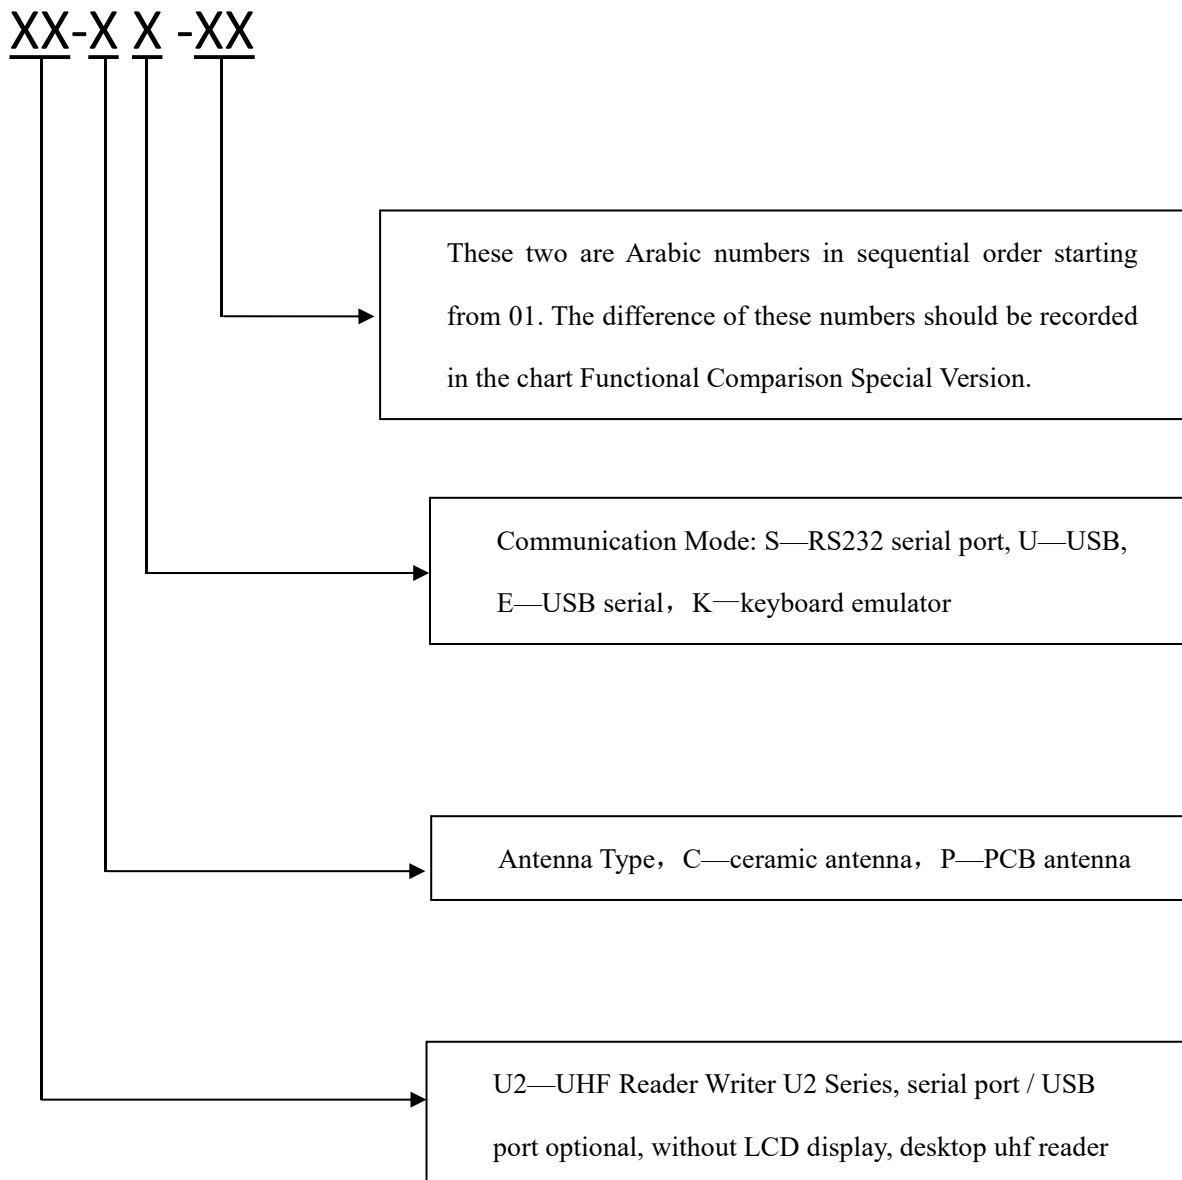 XX-X X -XX
These two are Arabic numbers in sequential order starting
from 01. The difference of these numbers should be recorded
in the chart Functional Comparison Special Version.
Communication Mode: S—RS232 serial port, U—USB,
E—USB serial，K—keyboard emulator
Antenna Type，C—ceramic antenna，P—PCB antenna
U2—UHF Reader Writer U2 Series, serial port / USB
port optional, without LCD display, desktop uhf reader